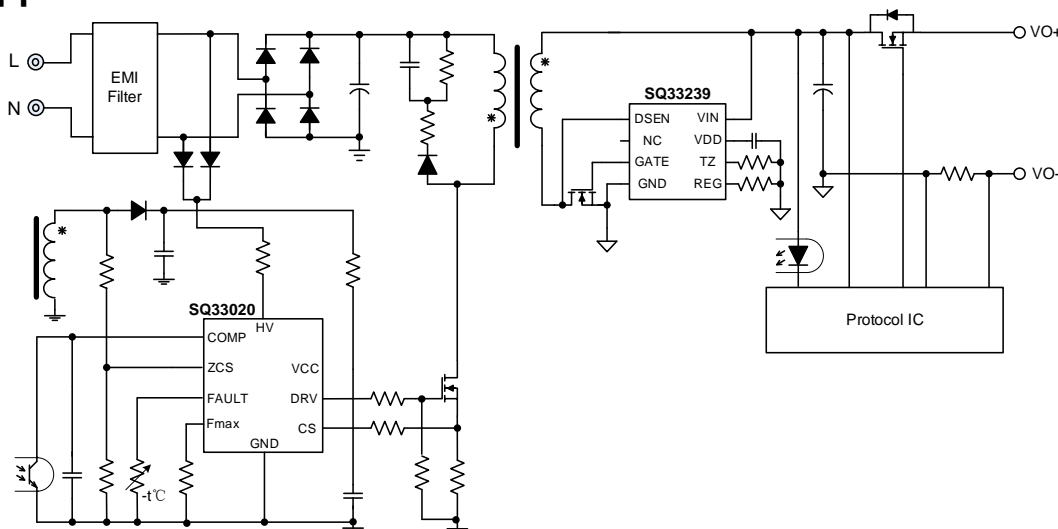 L
N
EMI
Filter
*
*
VO+
SQ33239
DSEN
VIN
NC
VDD
GATE
TZ
GND
REG
VO-
*
SQ33020
HV
COMP
ZCS
VCC
FAULT
DRV
Fmax
CS
GND
Protocol IC
-t℃